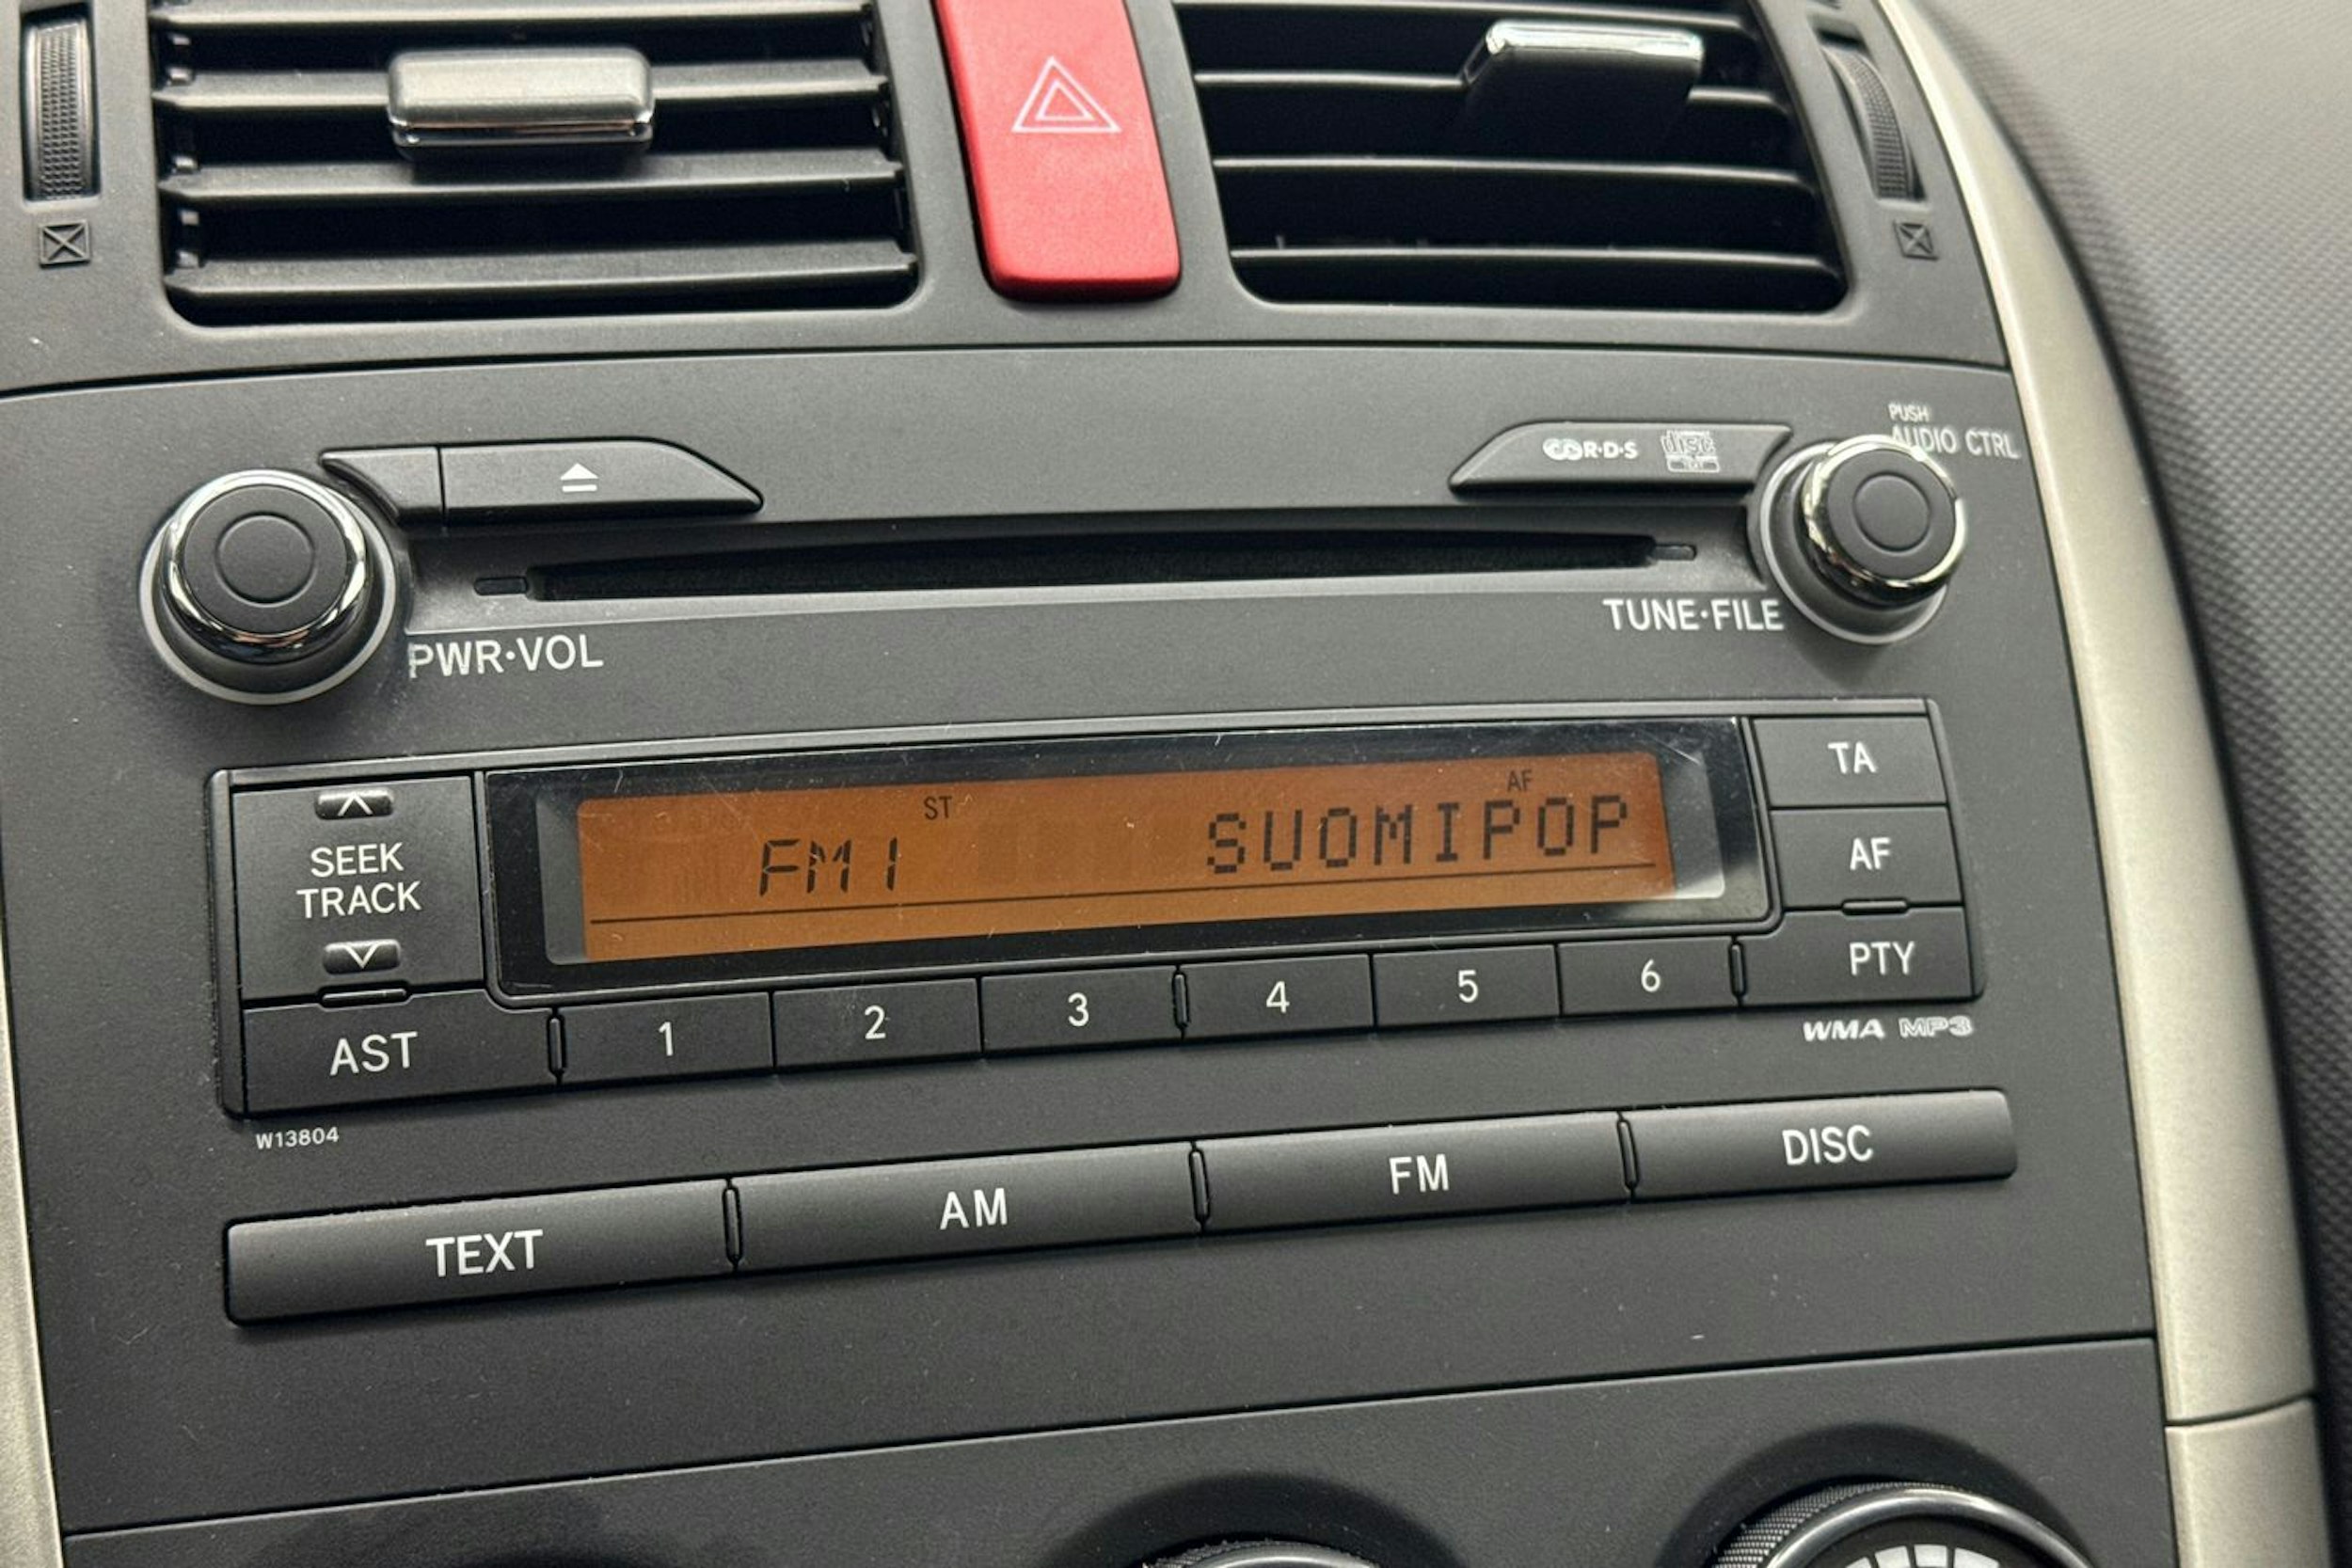 R·D·S disc TEXT
PUSH
AUDIO CTRL
PWR·VOL
TUNE·FILE
ST AF
FM1 SUOMIPOP
SEEK
TRACK
TA
AF
PTY
AST 1 2 3 4 5 6
WMA MP3
W13804
TEXT AM FM DISC